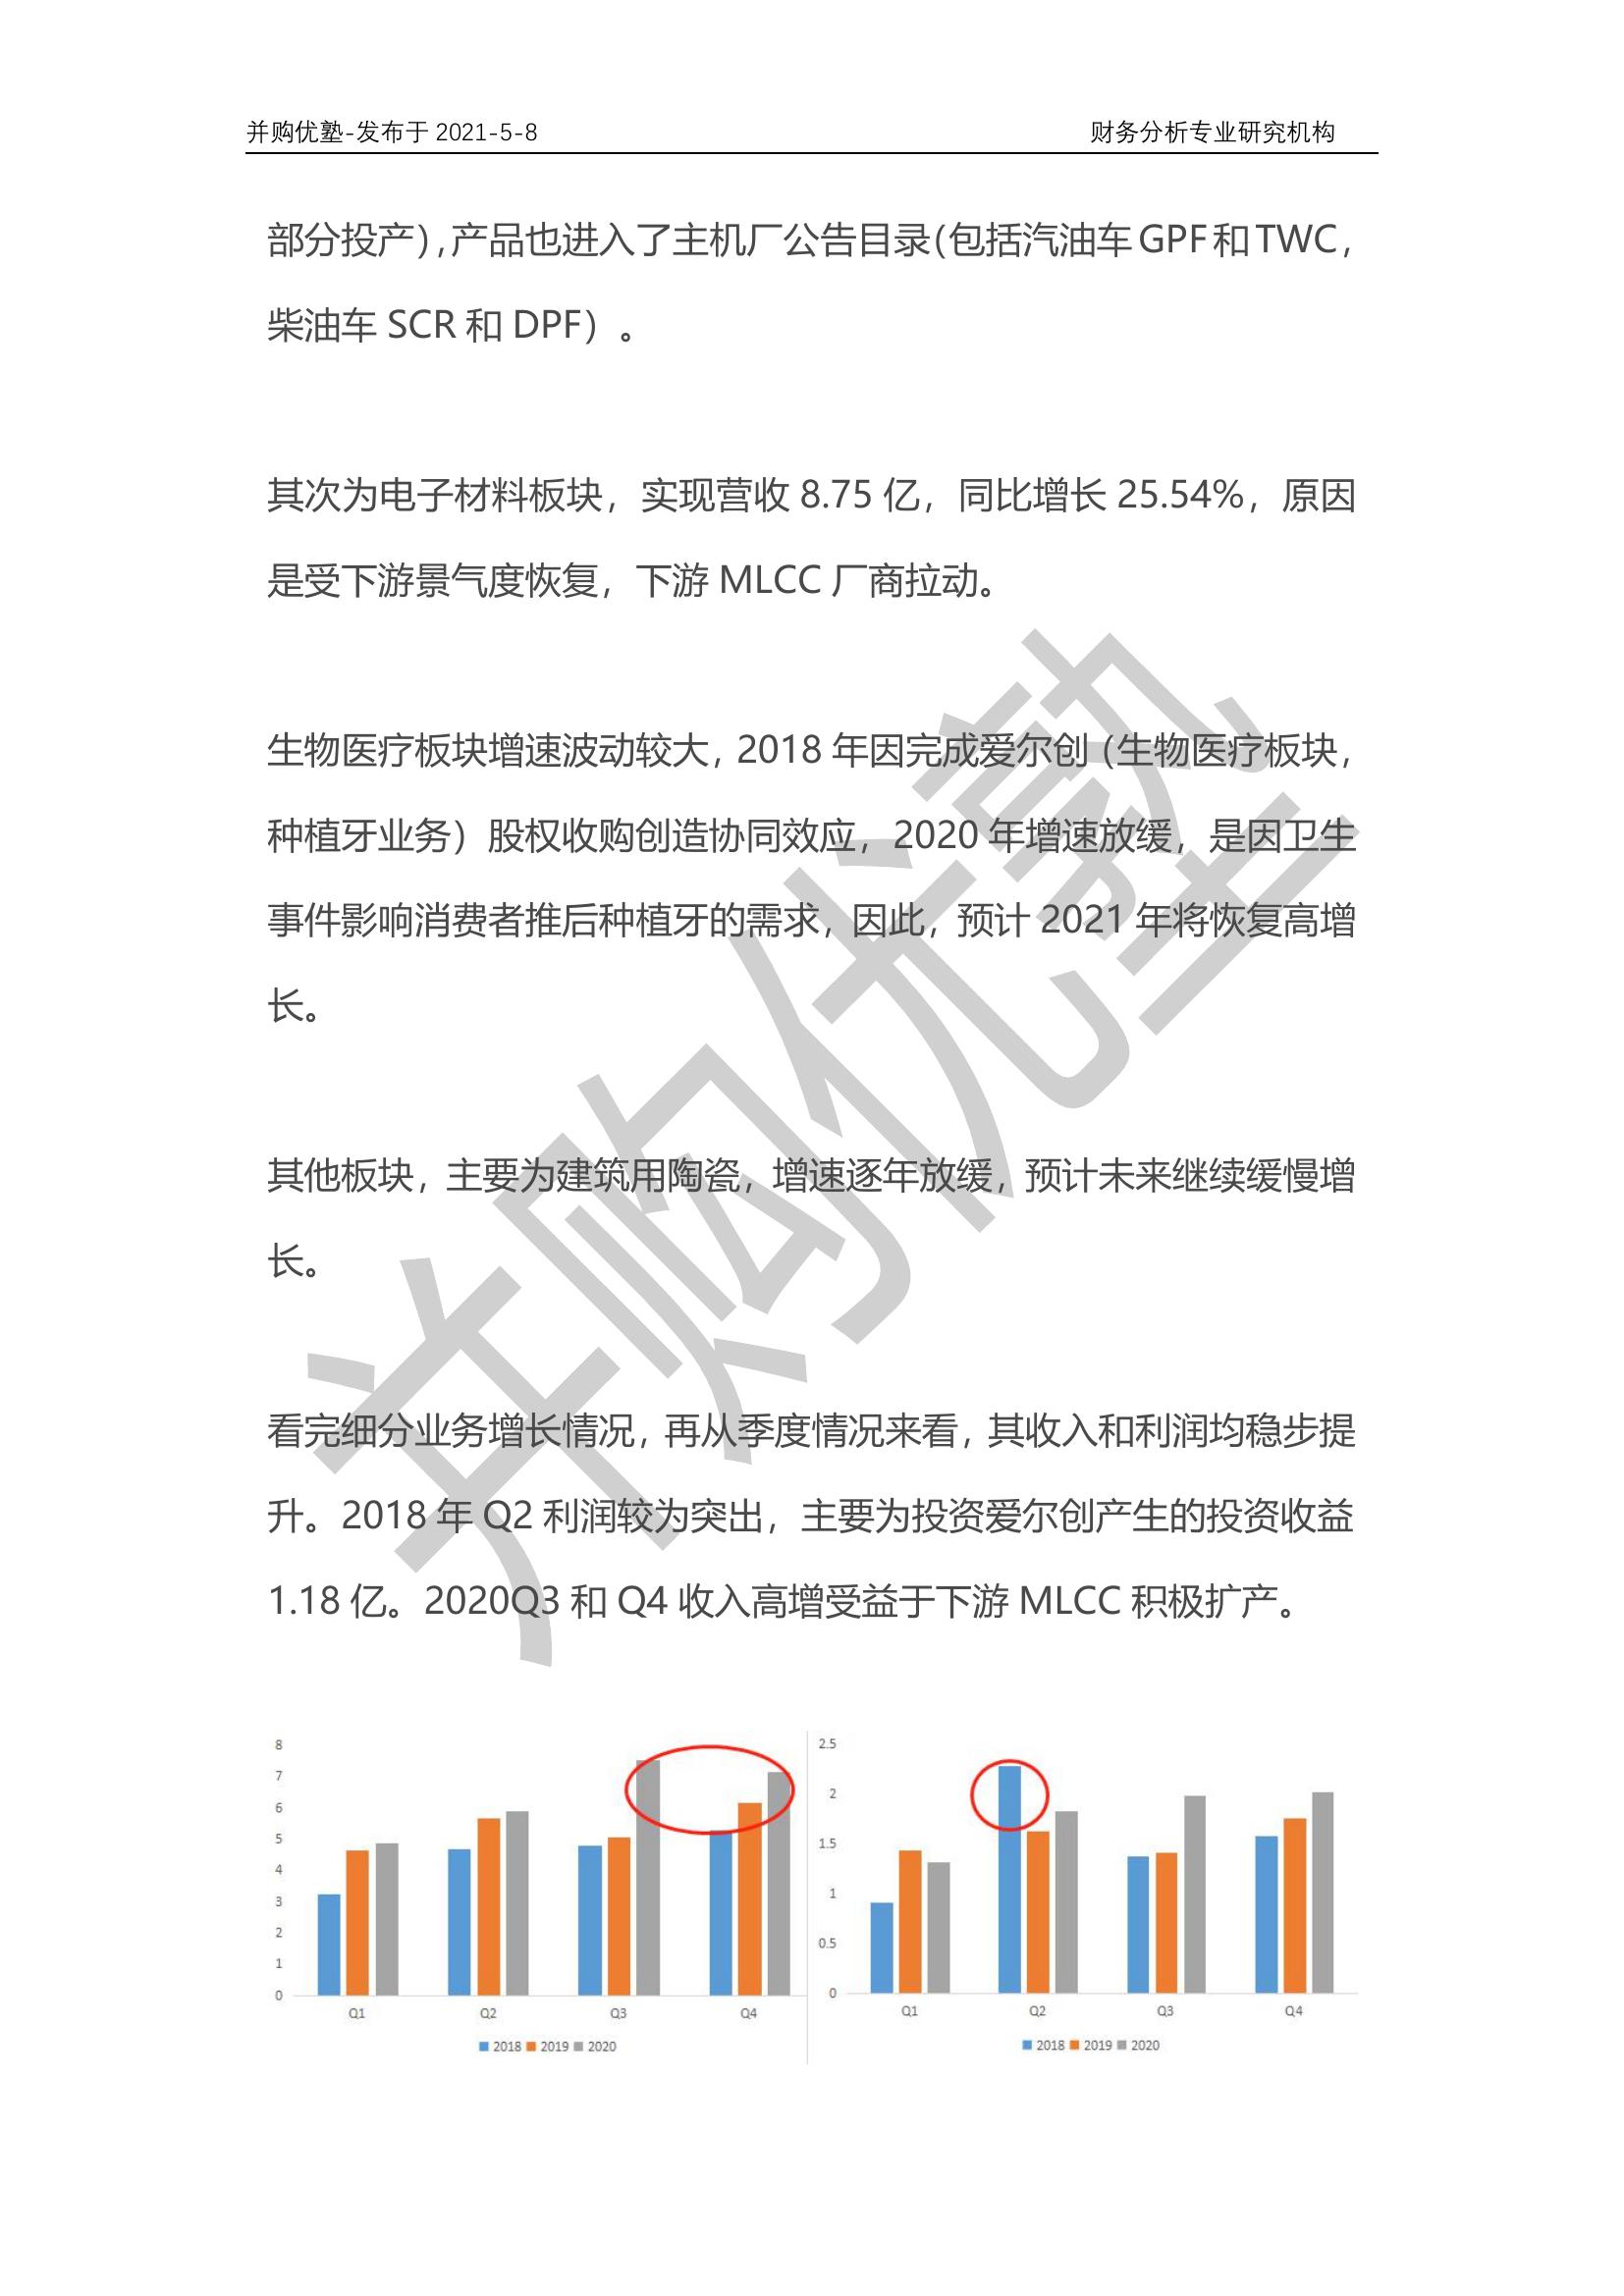 并购优塾-发布于 2021-5-8 财务分析专业研究机构
部分投产），产品也进入了主机厂公告目录（包括汽油车 GPF 和 TWC，
柴油车 SCR 和 DPF）。
其次为电子材料板块，实现营收 8.75 亿，同比增长 25.54%，原因
是受下游景气度恢复，下游 MLCC 厂商拉动。
生物医疗板块增速波动较大，2018 年因完成爱尔创（生物医疗板块，
种植牙业务）股权收购创造协同效应，2020 年增速放缓，是因卫生
事件影响消费者推后种植牙的需求，因此，预计 2021 年将恢复高增
长。
其他板块，主要为建筑用陶瓷，增速逐年放缓，预计未来继续缓慢增
长。
看完细分业务增长情况，再从季度情况来看，其收入和利润均稳步提
升。2018 年 Q2 利润较为突出，主要为投资爱尔创产生的投资收益
1.18 亿。2020Q3 和 Q4 收入高增受益于下游 MLCC 积极扩产。
并购优塾
8
7
6
5
4
3
2
1
0
Q1 Q2 Q3 Q4
2018 2019 2020
2.5
2
1.5
1
0.5
0
Q1 Q2 Q3 Q4
2018 2019 2020